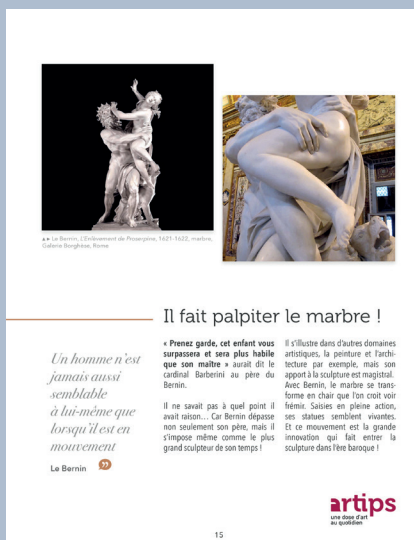 ▲ ► Le Bernin, L'Enlèvement de Proserpine, 1621-1622, marbre,
Galerie Borghèse, Rome
Il fait palpiter le marbre !
Un homme n'est
jamais aussi
semblable
à lui-même que
lorsqu'il est en
mouvement
Le Bernin
« Prenez garde, cet enfant vous
surpassera et sera plus habile
que son maître » aurait dit le
cardinal Barberini au père du
Bernin.
Il ne savait pas à quel point il
avait raison… Car Bernin dépasse
non seulement son père, mais il
s'impose même comme le plus
grand sculpteur de son temps !
Il s'illustre dans d'autres domaines
artistiques, la peinture et l'archi-
tecture par exemple, mais son
apport à la sculpture est magistral.
Avec Bernin, le marbre se trans-
forme en chair que l'on croit voir
frémir. Saisies en pleine action,
ses statues semblent vivantes.
Et ce mouvement est la grande
innovation qui fait entrer la
sculpture dans l'ère baroque !
artips
une dose d'art
au quotidien
15